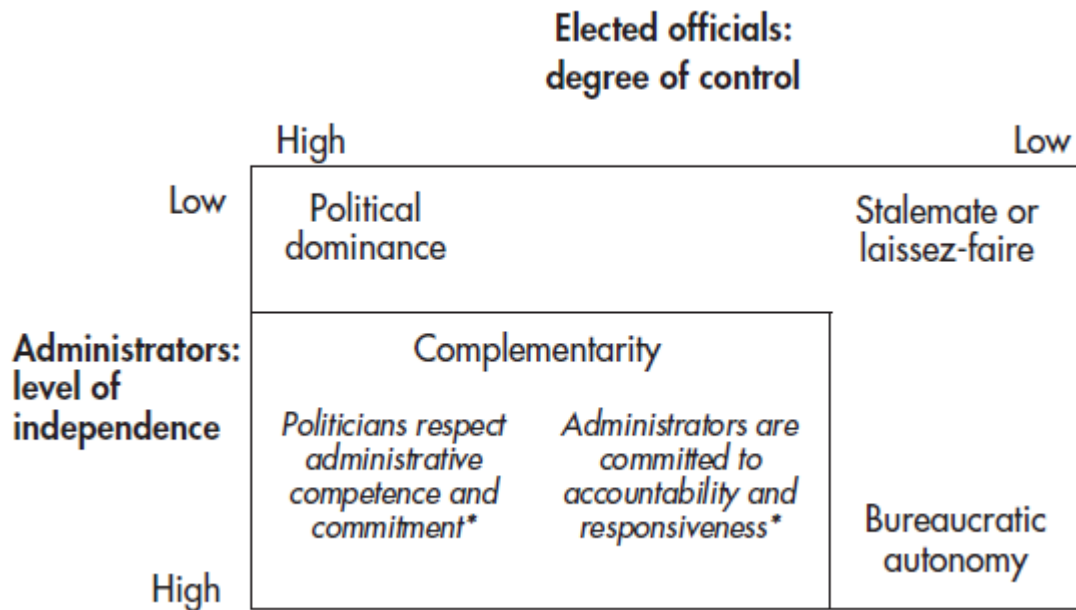 Elected officials:
degree of control
High
Low
Low
Political
dominance
Stalemate or
laissez-faire
Administrators:
level of
independence
Complementarity
Politicians respect
administrative
competence and
commitment*
Administrators are
committed to
accountability and
responsiveness*
Bureaucratic
autonomy
High